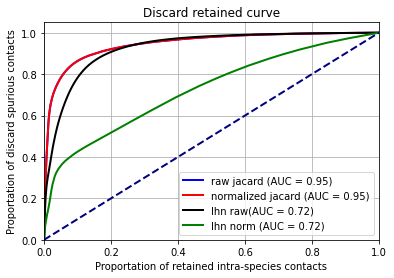 Discard retained curve
Proportation of discard spurious contacts
1.0
0.8
0.6
0.4
0.2
0.0
raw jacard (AUC = 0.95)
normalized jacard (AUC = 0.95)
lhn raw(AUC = 0.72)
lhn norm (AUC = 0.72)
0.0 0.2 0.4 0.6 0.8 1.0
Proportation of retained intra-species contacts